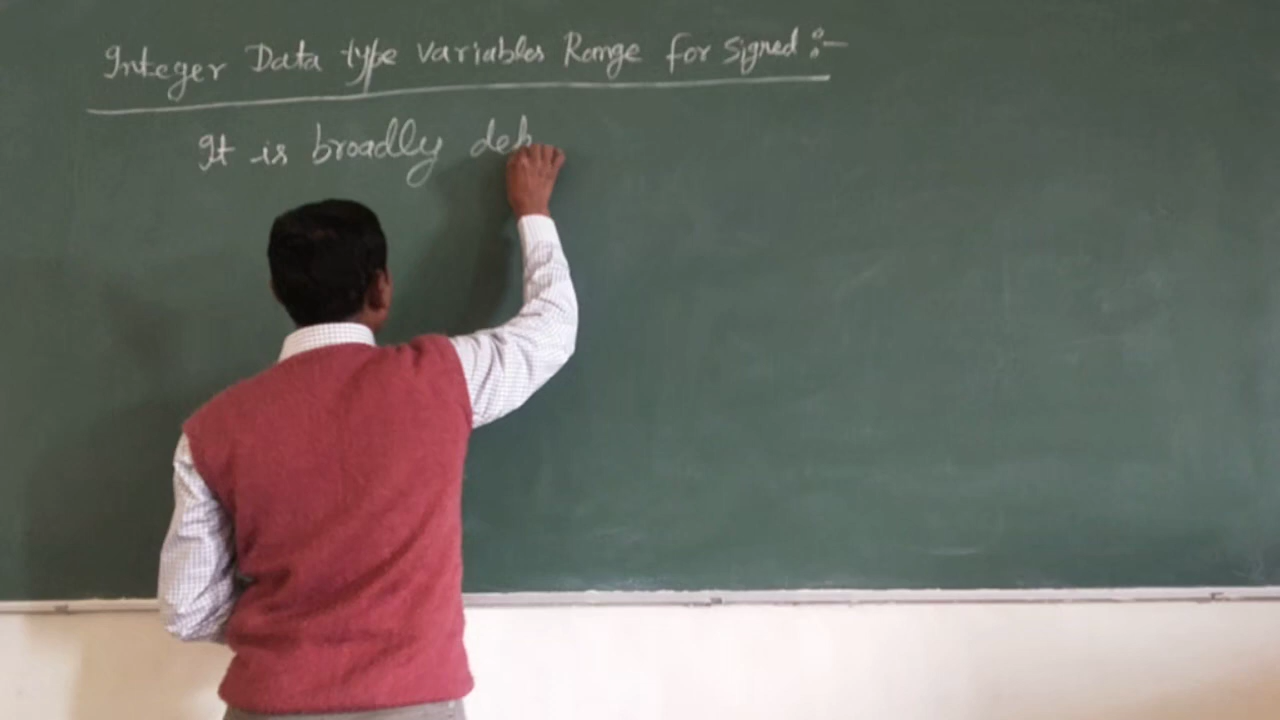 Integer Data type Variables Range for Signed :-
It is broadly